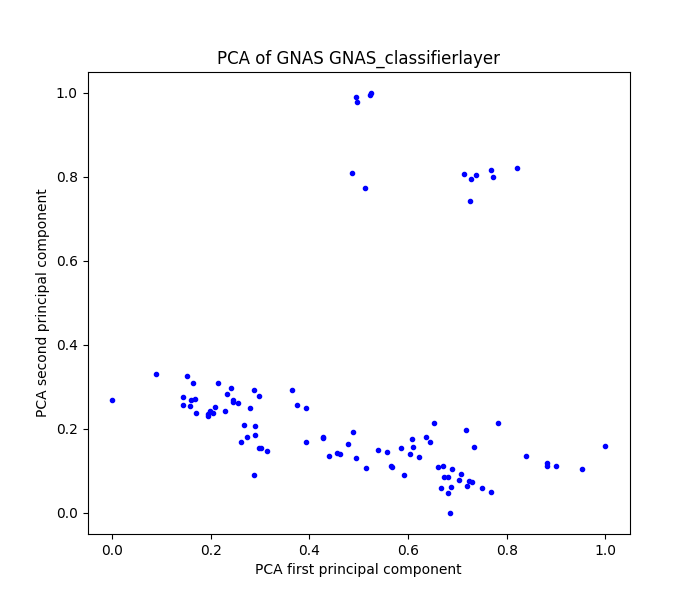 PCA of GNAS GNAS_classifierlayer
1.0
0.8
0.6
0.4
0.2
0.0
PCA second principal component
0.0 0.2 0.4 0.6 0.8 1.0
PCA first principal component